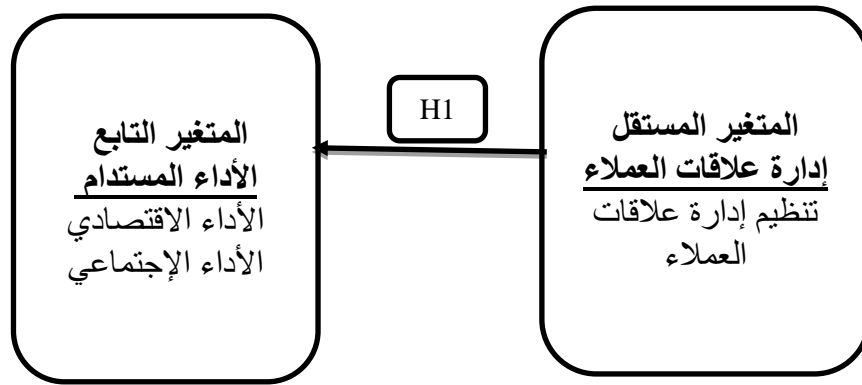 المتغير المستقل
إدارة علاقات العملاء
تنظيم إدارة علاقات
العملاء
H1
المتغير التابع
الأداء المستدام
الأداء الاقتصادي
الأداء الإجتماعي